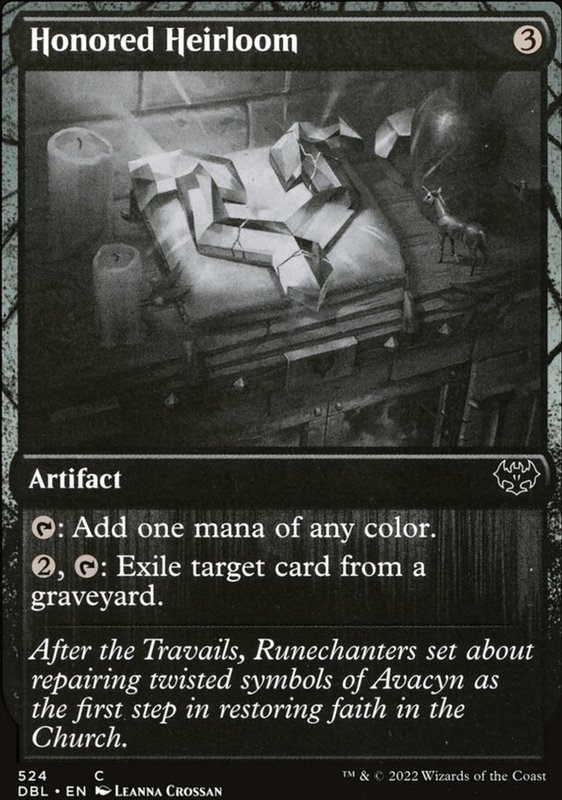 Honored Heirloom 3
Artifact
: Add one mana of any color.
2, : Exile target card from a
graveyard.
After the Travails, Runechanters set about
repairing twisted symbols of Avacyn as
the first step in restoring faith in the
Church.
524 C
DBL • EN Leanna Crossan
™ & © 2022 Wizards of the Coast